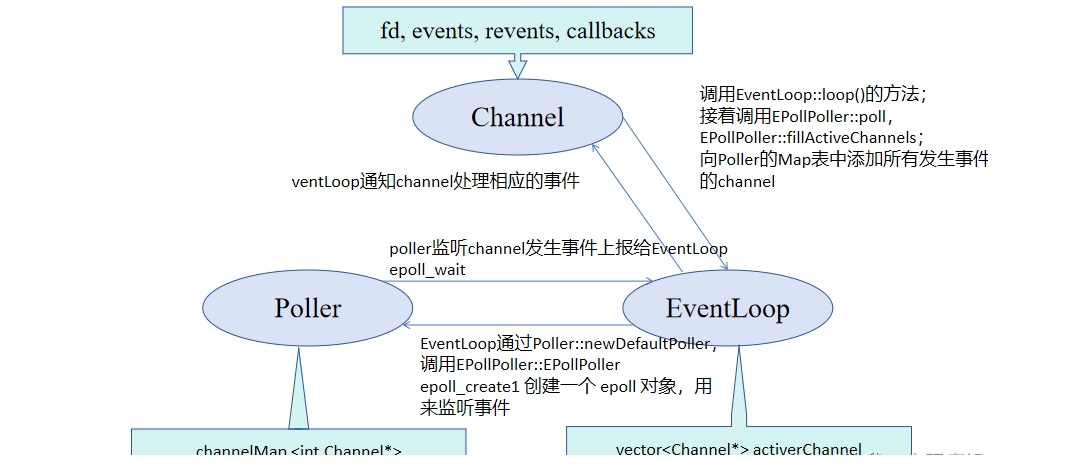 fd, events, revents, callbacks
Channel
调用EventLoop::loop()的方法；
接着调用EPollPoller::poll，
EPollPoller::fillActiveChannels；
向Poller的Map表中添加所有发生事件
的channel
ventLoop通知channel处理相应的事件
poller监听channel发生事件上报给EventLoop
epoll_wait
Poller
EventLoop
EventLoop通过Poller::newDefaultPoller，
调用EPollPoller::EPollPoller
epoll_create1 创建一个 epoll 对象，用
来监听事件
channelMap <int,Channel*>
vector<Channel*> activerChannel